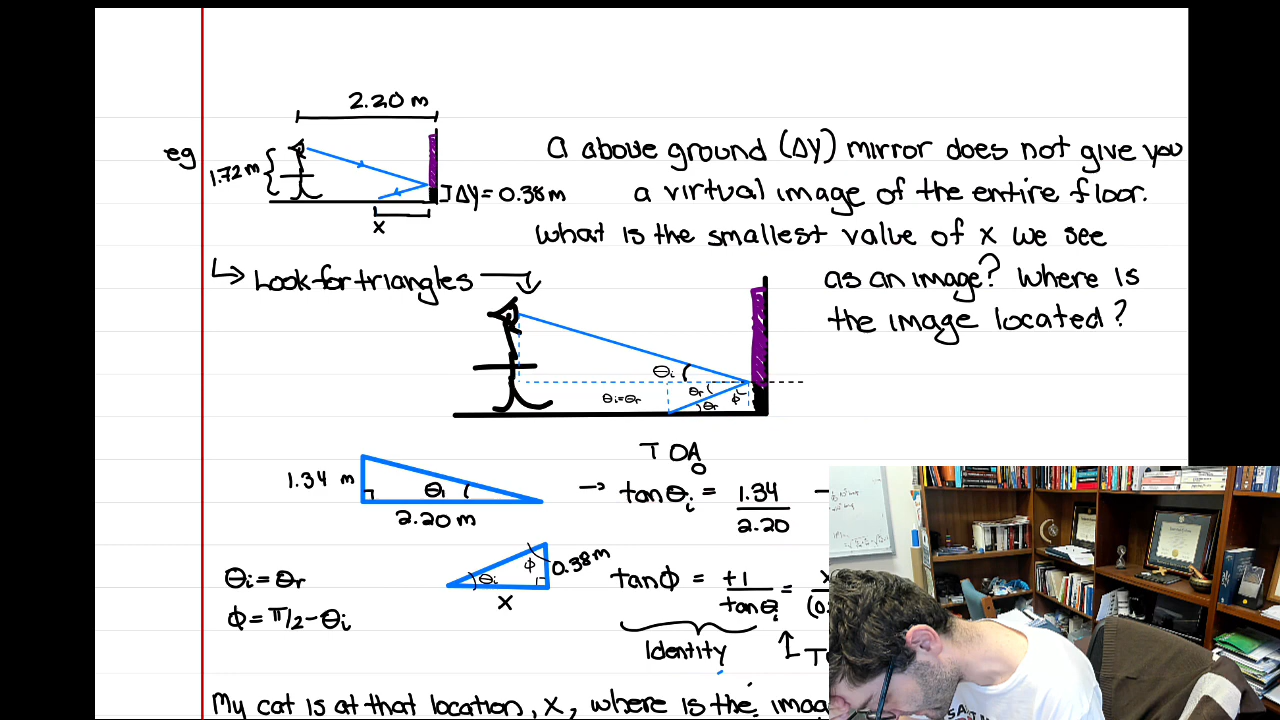 2.20 m
eg
1.72 m
ΔY = 0.38 m
x
A above ground (ΔY) mirror does not give you
a virtual image of the entire floor.
What is the smallest value of x we see
as an image? Where is
the image located?
↳ Look for triangles
θi
θr
φ
θi=θr
θr
TOA
1.34 m
θi
2.20 m
→ tanθi = 1.34
2.20
θi = θr
φ = π/2 - θi
φ
0.38 m
θi
x
tanφ = +1 = x
tanθi (0.
Identity
My cat is at that location, x, where is the